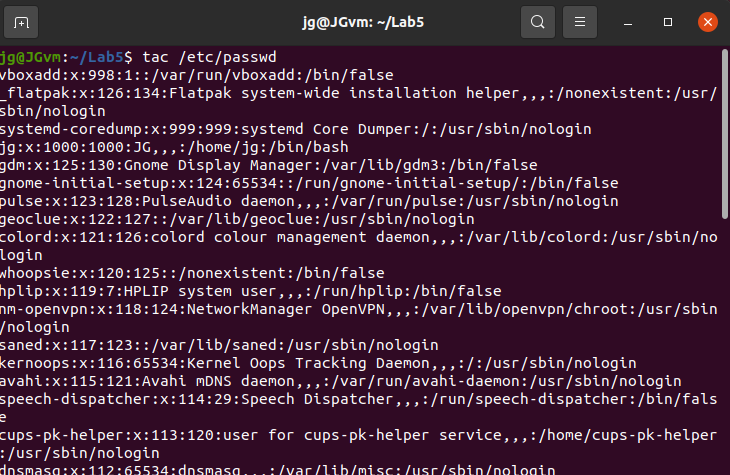 jg@JGvm: ~/Lab5
jg@JGvm:~/Lab5$ tac /etc/passwd
vboxadd:x:998:1::/var/run/vboxadd:/bin/false
_flatpak:x:126:134:Flatpak system-wide installation helper,,,:/nonexistent:/usr/
sbin/nologin
systemd-coredump:x:999:999:systemd Core Dumper:/:/usr/sbin/nologin
jg:x:1000:1000:JG,,,:/home/jg:/bin/bash
gdm:x:125:130:Gnome Display Manager:/var/lib/gdm3:/bin/false
gnome-initial-setup:x:124:65534::/run/gnome-initial-setup/:/bin/false
pulse:x:123:128:PulseAudio daemon,,,:/var/run/pulse:/usr/sbin/nologin
geoclue:x:122:127::/var/lib/geoclue:/usr/sbin/nologin
colord:x:121:126:colord colour management daemon,,,:/var/lib/colord:/usr/sbin/no
login
whoopsie:x:120:125::/nonexistent:/bin/false
hplip:x:119:7:HPLIP system user,,,:/run/hplip:/bin/false
nm-openvpn:x:118:124:NetworkManager OpenVPN,,,:/var/lib/openvpn/chroot:/usr/sbin
/nologin
saned:x:117:123::/var/lib/saned:/usr/sbin/nologin
kernoops:x:116:65534:Kernel Oops Tracking Daemon,,,:/:/usr/sbin/nologin
avahi:x:115:121:Avahi mDNS daemon,,,:/var/run/avahi-daemon:/usr/sbin/nologin
speech-dispatcher:x:114:29:Speech Dispatcher,,,:/run/speech-dispatcher:/bin/fals
e
cups-pk-helper:x:113:120:user for cups-pk-helper service,,,:/home/cups-pk-helper
:/usr/sbin/nologin
dnsmasq:x:112:65534:dnsmasq,,,:/var/lib/misc:/usr/sbin/nologin